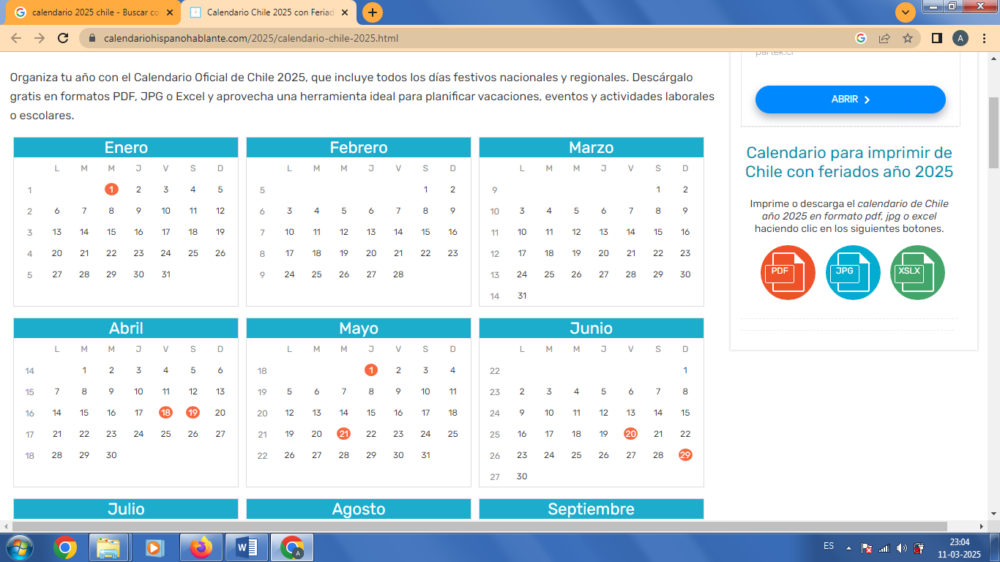 calendario 2025 chile - Buscar co
Calendario Chile 2025 con Feriad
calendariohispanohablante.com/2025/calendario-chile-2025.html
A
partek.cl
Organiza tu año con el Calendario Oficial de Chile 2025, que incluye todos los días festivos nacionales y regionales. Descárgalo
gratis en formatos PDF, JPG o Excel y aprovecha una herramienta ideal para planificar vacaciones, eventos y actividades laborales
o escolares.
ABRIR
Calendario para imprimir de
Chile con feriados año 2025
Imprime o descarga el calendario de Chile
año 2025 en formato pdf, jpg o excel
haciendo clic en los siguientes botones.
PDF JPG XSLX
Enero
L M M J V S D
1 1 2 3 4 5
2 6 7 8 9 10 11 12
3 13 14 15 16 17 18 19
4 20 21 22 23 24 25 26
5 27 28 29 30 31
Febrero
L M M J V S D
5 1 2
6 3 4 5 6 7 8 9
7 10 11 12 13 14 15 16
8 17 18 19 20 21 22 23
9 24 25 26 27 28
Marzo
L M M J V S D
9 1 2
10 3 4 5 6 7 8 9
11 10 11 12 13 14 15 16
12 17 18 19 20 21 22 23
13 24 25 26 27 28 29 30
14 31
Abril
L M M J V S D
14 1 2 3 4 5 6
15 7 8 9 10 11 12 13
16 14 15 16 17 18 19 20
17 21 22 23 24 25 26 27
18 28 29 30
Mayo
L M M J V S D
18 1 2 3 4
19 5 6 7 8 9 10 11
20 12 13 14 15 16 17 18
21 19 20 21 22 23 24 25
22 26 27 28 29 30 31
Junio
L M M J V S D
22 1
23 2 3 4 5 6 7 8
24 9 10 11 12 13 14 15
25 16 17 18 19 20 21 22
26 23 24 25 26 27 28 29
27 30
Julio
Agosto
Septiembre
ES
23:04
11-03-2025